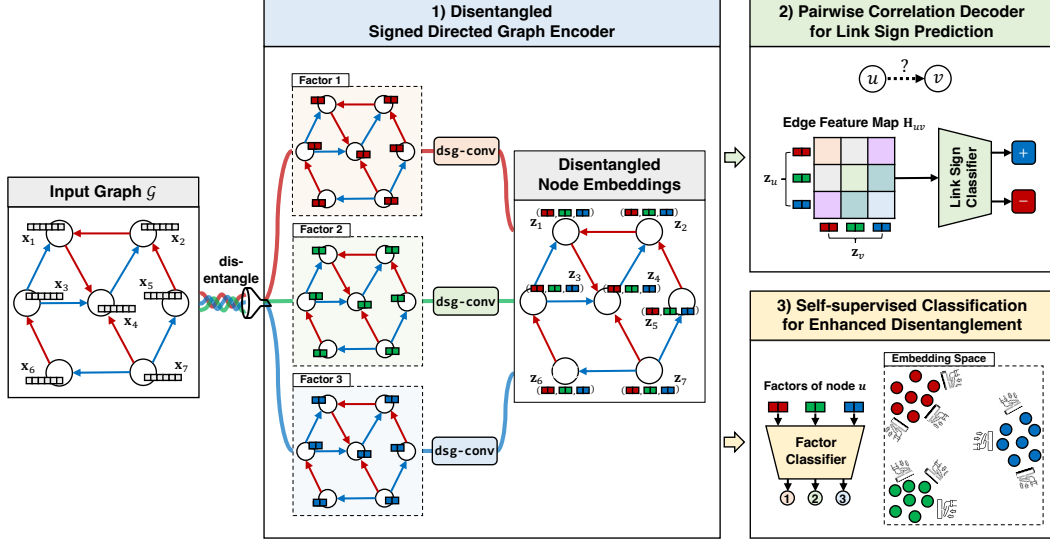 Input Graph 𝒢
x₁
x₂
x₃
x₄
x₅
x₆
x₇
dis-
entangle
1) Disentangled
Signed Directed Graph Encoder
Factor 1
dsg-conv
Factor 2
dsg-conv
Factor 3
dsg-conv
Disentangled
Node Embeddings
( , , )
z₁
( , , )
z₂
z₃
( , , )
z₄
( , , )
( , , )
z₅
z₆
( , , )
z₇
( , , )
2) Pairwise Correlation Decoder
for Link Sign Prediction
u ? v
Edge Feature Map H_uv
z_u
z_v
Link Sign
Classifier
+
−
3) Self-supervised Classification
for Enhanced Disentanglement
Factors of node u
Factor
Classifier
1 2 3
Embedding Space